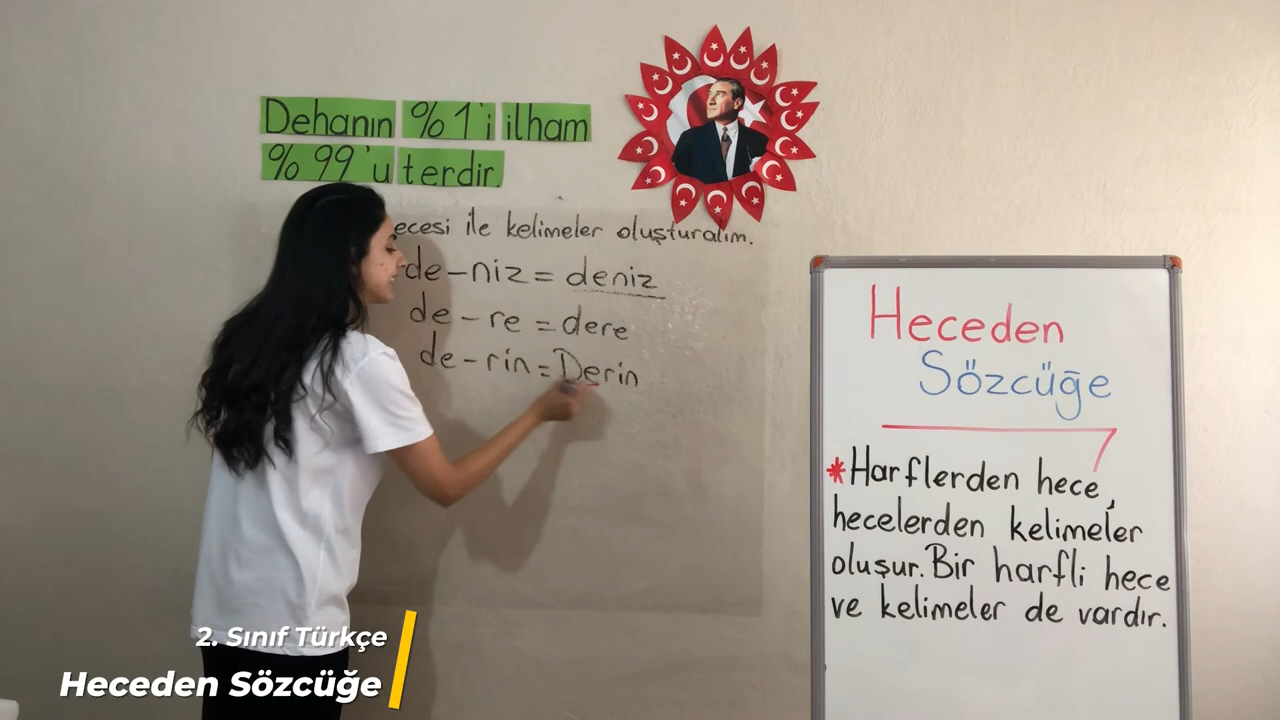 Dehanın %1'i ilham
%99'u terdir.
ecesi ile kelimeler oluşturalım.
de-niz= deniz
de-re=dere
de-rin=Derin
Heceden
Sözcüğe
*Harflerden hece,
hecelerden kelimeler
oluşur. Bir harfli hece
ve kelimeler de vardır.
2. Sınıf Türkçe
Heceden Sözcüğe